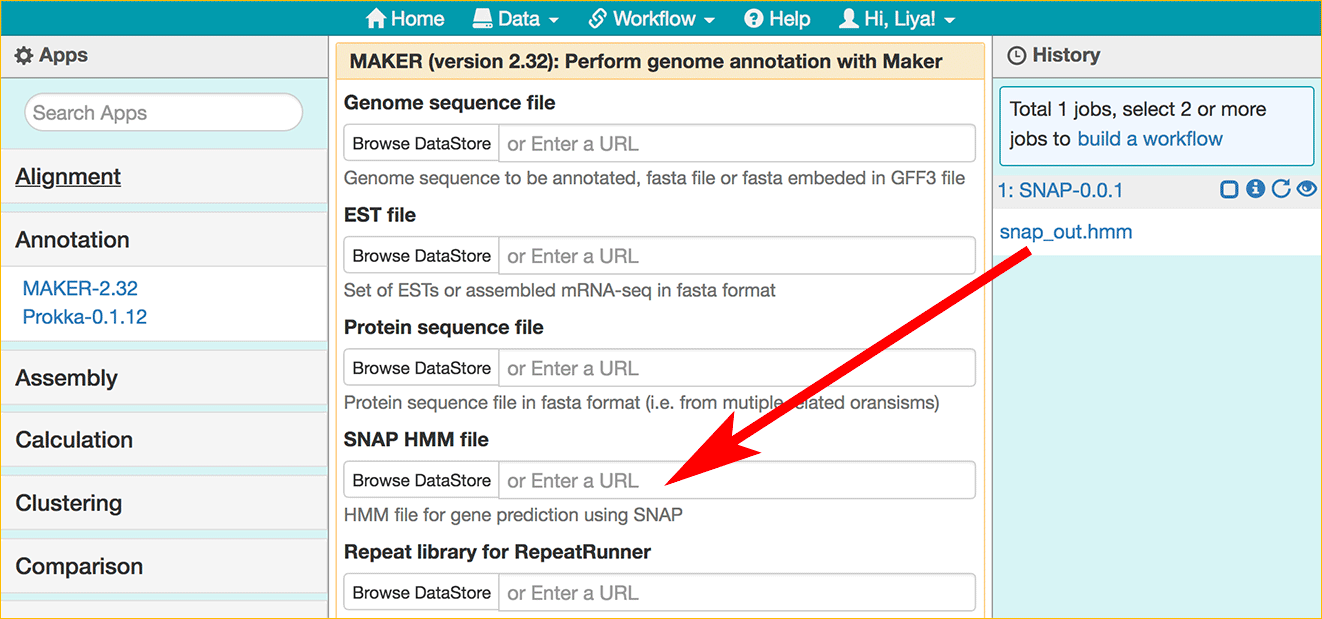 Home Data Workflow Help Hi, Liya!
Apps
Search Apps
Alignment
Annotation
MAKER-2.32
Prokka-0.1.12
Assembly
Calculation
Clustering
Comparison
MAKER (version 2.32): Perform genome annotation with Maker
Genome sequence file
Browse DataStore or Enter a URL
Genome sequence to be annotated, fasta file or fasta embeded in GFF3 file
EST file
Browse DataStore or Enter a URL
Set of ESTs or assembled mRNA-seq in fasta format
Protein sequence file
Browse DataStore or Enter a URL
Protein sequence file in fasta format (i.e. from mutiple related oransisms)
SNAP HMM file
Browse DataStore or Enter a URL
HMM file for gene prediction using SNAP
Repeat library for RepeatRunner
Browse DataStore or Enter a URL
History
Total 1 jobs, select 2 or more
jobs to build a workflow
1: SNAP-0.0.1
snap_out.hmm